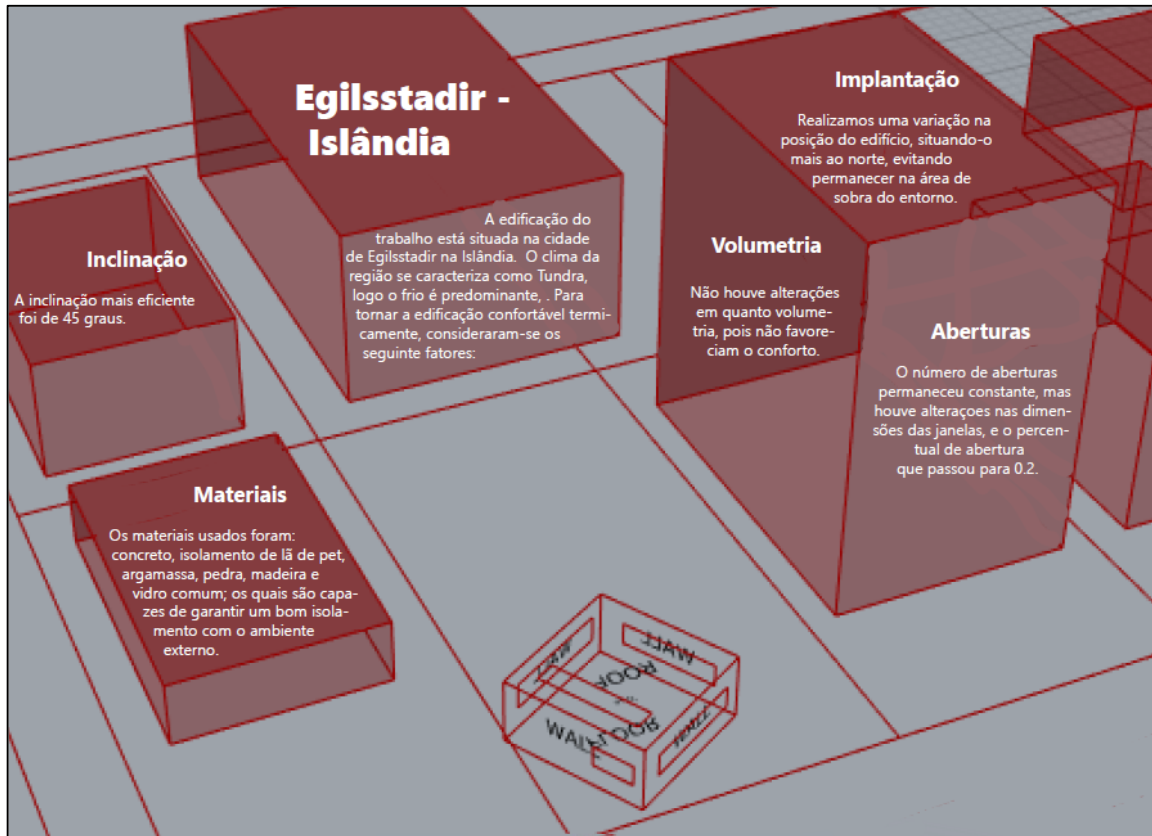 Egilsstadir -
Islândia
A edificação do
trabalho está situada na cidade
de Egilsstadir na Islândia.  O clima da
região se caracteriza como Tundra,
logo o frio é predominante, . Para
tornar a edificação confortável termi-
camente, consideraram-se os
seguinte fatores:
Implantação
Realizamos uma variação na
posição do edifício, situando-o
mais ao norte, evitando
permanecer na área de
sobra do entorno.
Inclinação
A inclinação mais eficiente
foi de 45 graus.
Volumetria
Não houve alterações
em quanto volume-
tria, pois não favore-
ciam o conforto.
Aberturas
O número de aberturas
permaneceu constante, mas
houve alteraçoes nas dimen-
sões das janelas, e o percen-
tual de abertura
que passou para 0.2.
Materiais
Os materiais usados foram:
concreto, isolamento de lã de pet,
argamassa, pedra, madeira e
vidro comum; os quais são capa-
zes de garantir um bom isola-
mento com o ambiente
externo.
WALL
WALL
ROOF
WALL
WALL